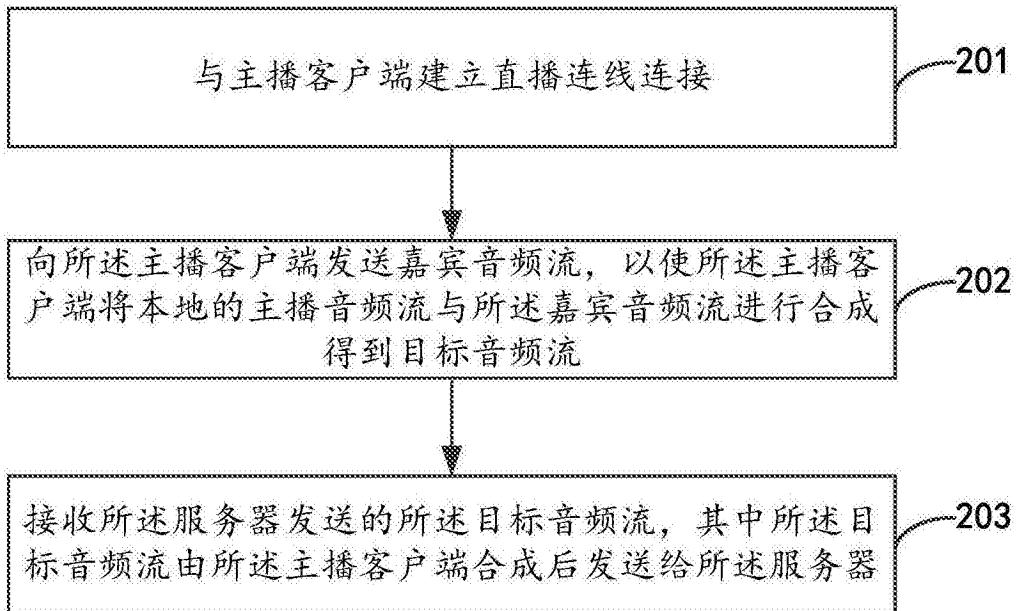 与主播客户端建立直播连线连接
201
向所述主播客户端发送嘉宾音频流，以使所述主播客
户端将本地的主播音频流与所述嘉宾音频流进行合成
得到目标音频流
202
接收所述服务器发送的所述目标音频流，其中所述目
标音频流由所述主播客户端合成后发送给所述服务器
203